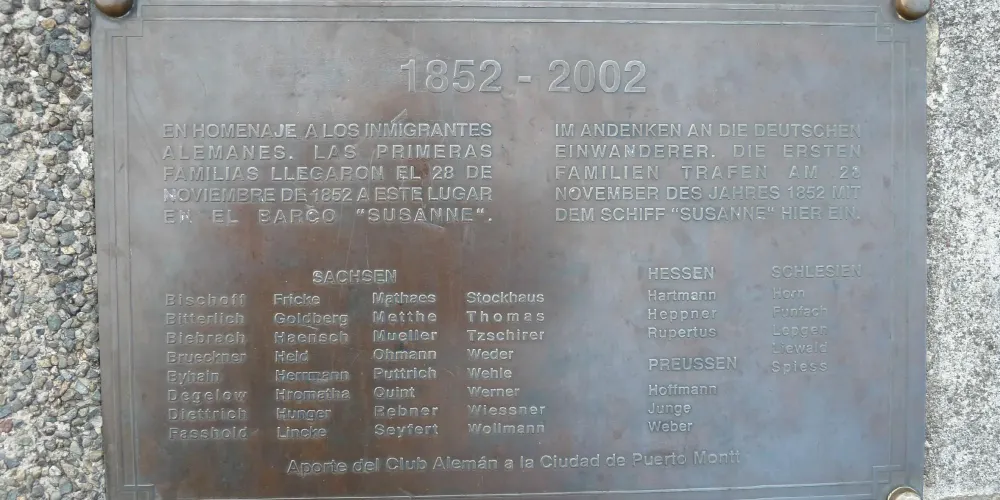 1852 - 2002
EN HOMENAJE A LOS INMIGRANTES
ALEMANES. LAS PRIMERAS
FAMILIAS LLEGARON EL 28 DE
NOVIEMBRE DE 1852 A ESTE LUGAR
EN EL BARCO "SUSANNE".
IM ANDENKEN AN DIE DEUTSCHEN
EINWANDERER. DIE ERSTEN
FAMILIEN TRAFEN AM 28
NOVEMBER DES JAHRES 1852 MIT
DEM SCHIFF "SUSANNE" HIER EIN.
SACHSEN
Bischoff Fricke Mathaes Stockhaus
Bitterlich Goldberg Metthe Thomas
Biebrach Haensch Mueller Tzschirer
Brueckner Heid Ohmann Weder
Byhain Herrmann Puttrich Wehle
Degelow Hromatha Quint Werner
Diettrich Hunger Rebner Wiessner
Fasshold Lincke Seyfert Wollmann
HESSEN
Hartmann
Heppner
Rupertus
PREUSSEN
Hoffmann
Junge
Weber
SCHLESIEN
Horn
Funfach
Liewald
Spiess
Aporte del Club Alemán a la Ciudad de Puerto Montt